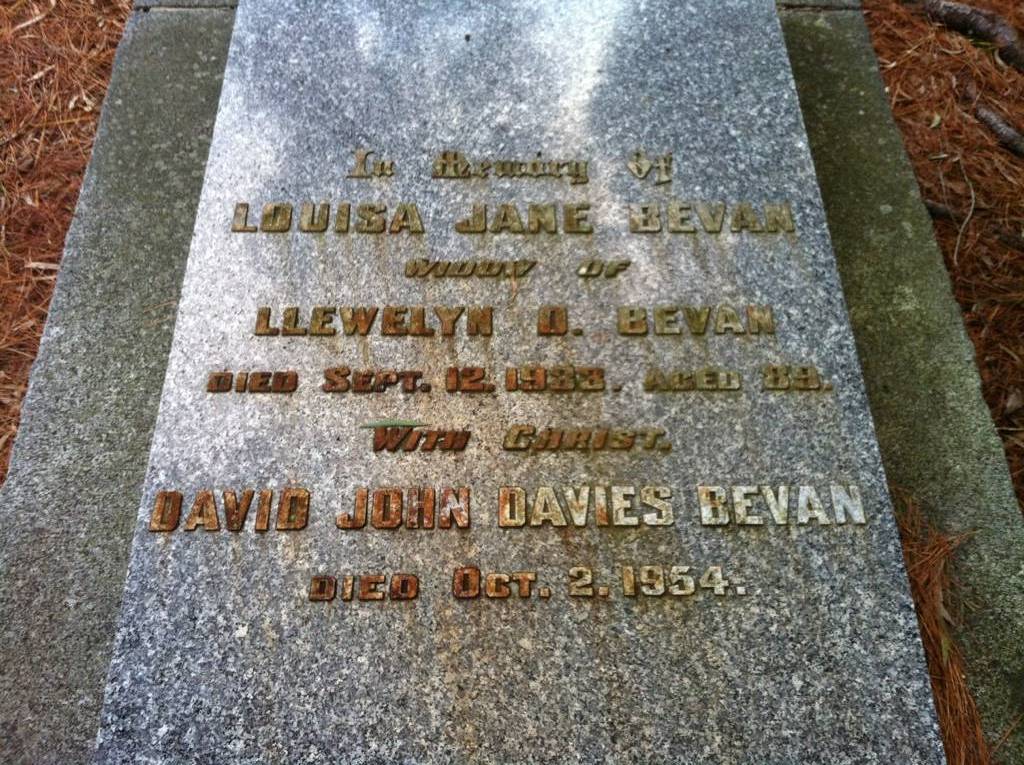 In Memory Of
LOUISA JANE BEVAN
WIDOW OF
LLEWELYN D. BEVAN
DIED SEPT. 12, 1933. AGED 89.
WITH CHRIST.
DAVID JOHN DAVIES BEVAN
DIED OCT. 2. 1954.